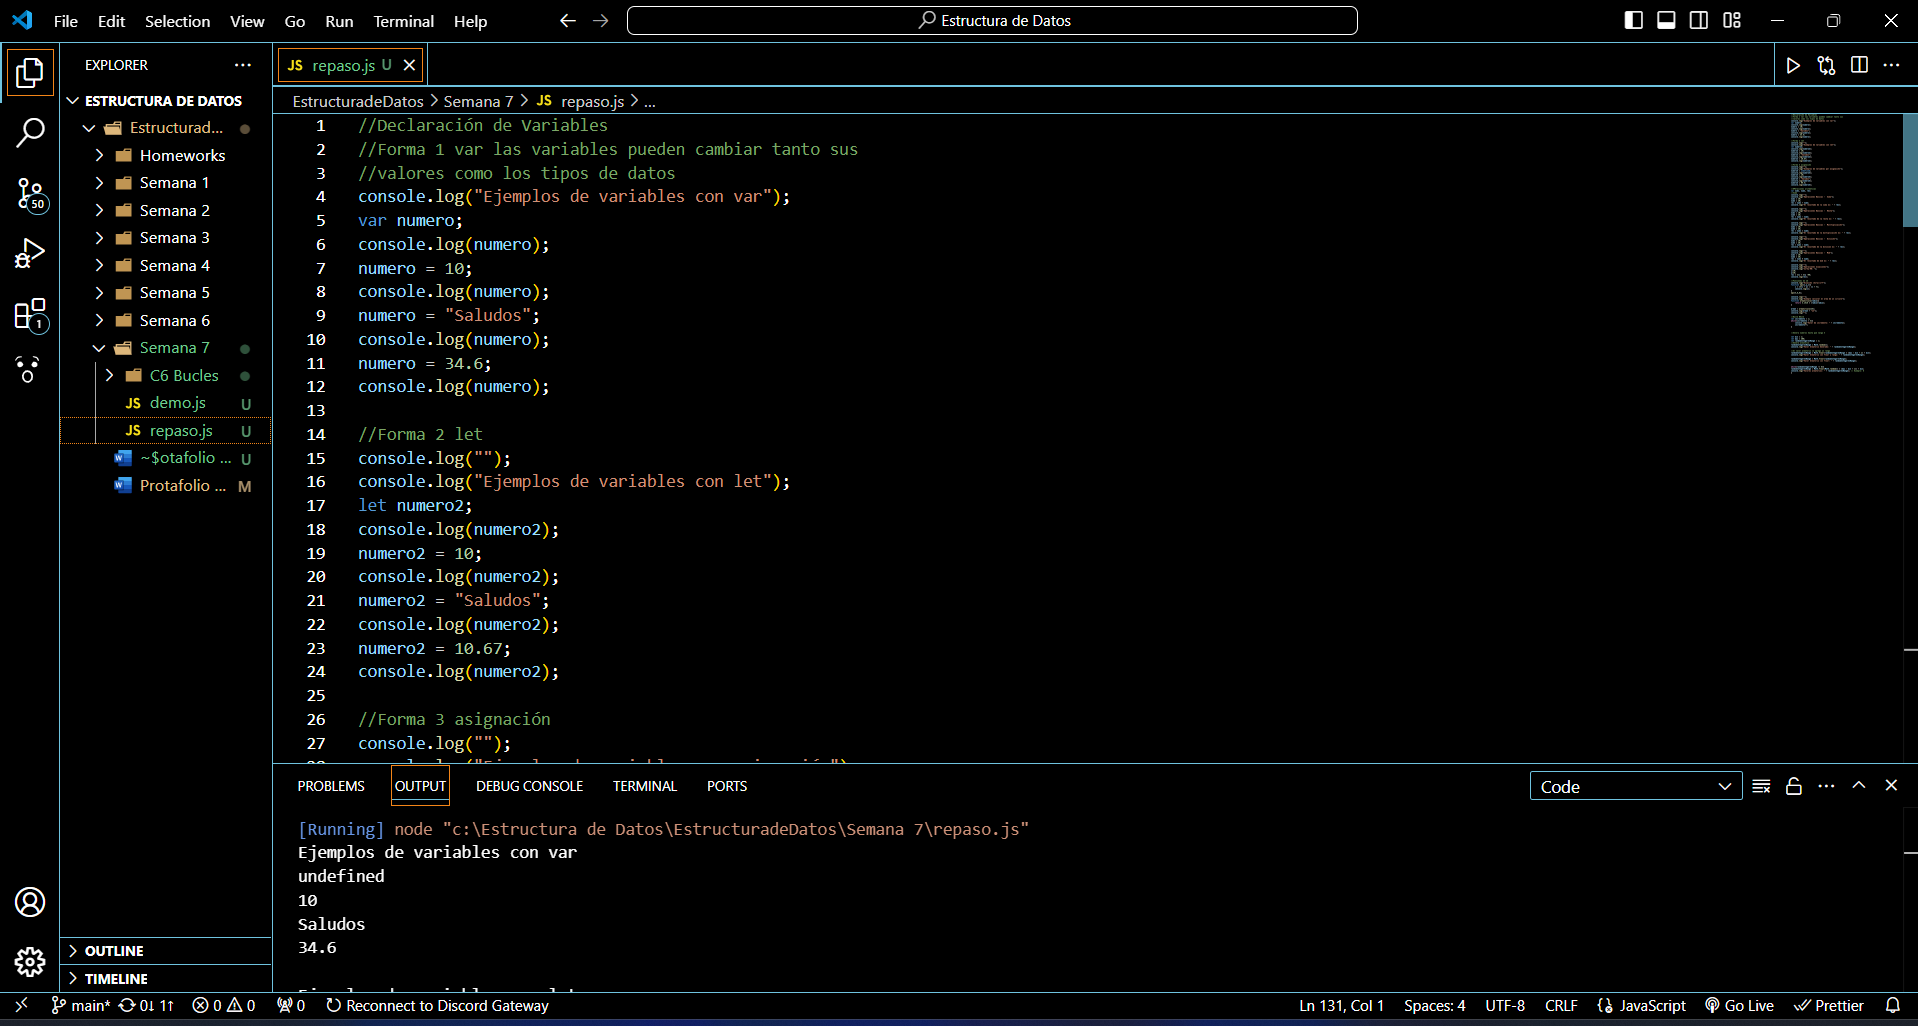 File Edit Selection View Go Run Terminal Help
Estructura de Datos
EXPLORER
ESTRUCTURA DE DATOS
Estructurad...
Homeworks
Semana 1
Semana 2
Semana 3
Semana 4
Semana 5
Semana 6
Semana 7
C6 Bucles
JS demo.js U
JS repaso.js U
~$otafolio ... U
Protafolio ... M
50
1
OUTLINE
TIMELINE
JS repaso.js U
EstructuradeDatos > Semana 7 > JS repaso.js > ...
1 //Declaración de Variables
2 //Forma 1 var las variables pueden cambiar tanto sus
3 //valores como los tipos de datos
4 console.log("Ejemplos de variables con var");
5 var numero;
6 console.log(numero);
7 numero = 10;
8 console.log(numero);
9 numero = "Saludos";
10 console.log(numero);
11 numero = 34.6;
12 console.log(numero);
13
14 //Forma 2 let
15 console.log("");
16 console.log("Ejemplos de variables con let");
17 let numero2;
18 console.log(numero2);
19 numero2 = 10;
20 console.log(numero2);
21 numero2 = "Saludos";
22 console.log(numero2);
23 numero2 = 10.67;
24 console.log(numero2);
25
26 //Forma 3 asignación
27 console.log("");
PROBLEMS OUTPUT DEBUG CONSOLE TERMINAL PORTS
Code
[Running] node "c:\Estructura de Datos\EstructuradeDatos\Semana 7\repaso.js"
Ejemplos de variables con var
undefined
10
Saludos
34.6
main* 0↓ 1↑ 0 0 0 Reconnect to Discord Gateway
Ln 131, Col 1 Spaces: 4 UTF-8 CRLF JavaScript Go Live Prettier